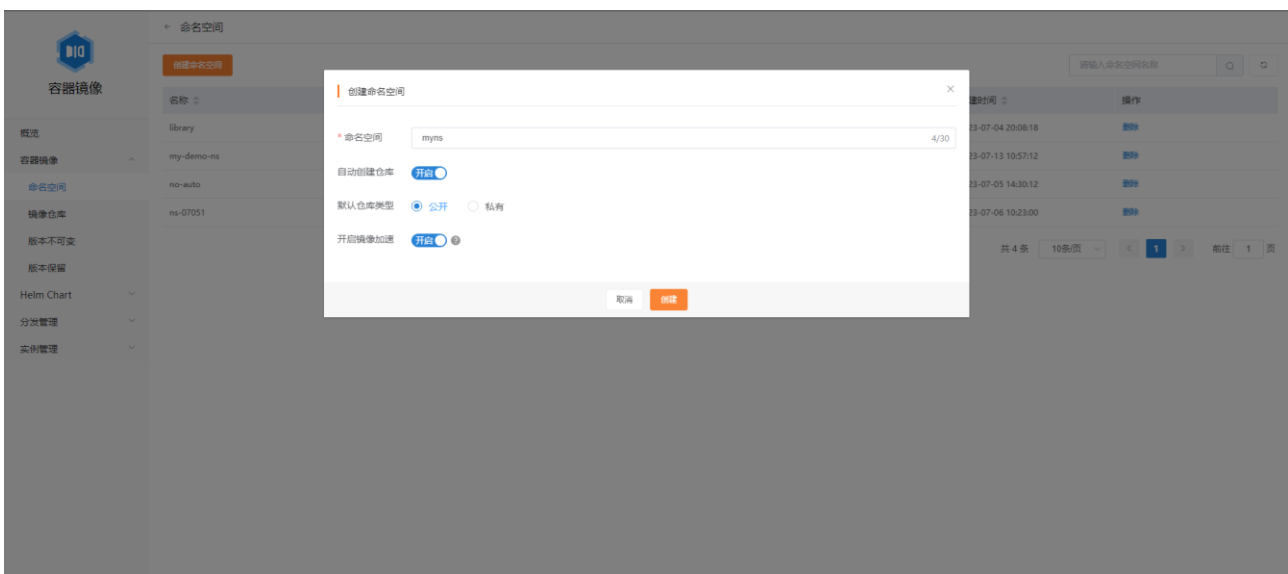 ← 命名空间
容器镜像
概览
容器镜像
命名空间
镜像仓库
版本不可变
版本保留
Helm Chart
分发管理
实例管理
创建命名空间
请输入命名空间名称
名称
建时间
操作
library
23-07-04 20:08:18
删除
my-demo-ns
23-07-13 10:57:12
删除
no-auto
23-07-05 14:30:12
删除
ns-07051
23-07-06 10:23:00
删除
共 4 条 10条/页 1 前往 1 页
创建命名空间
* 命名空间 myns 4/30
自动创建仓库 开启
默认仓库类型 公开 私有
开启镜像加速 开启
取消 创建